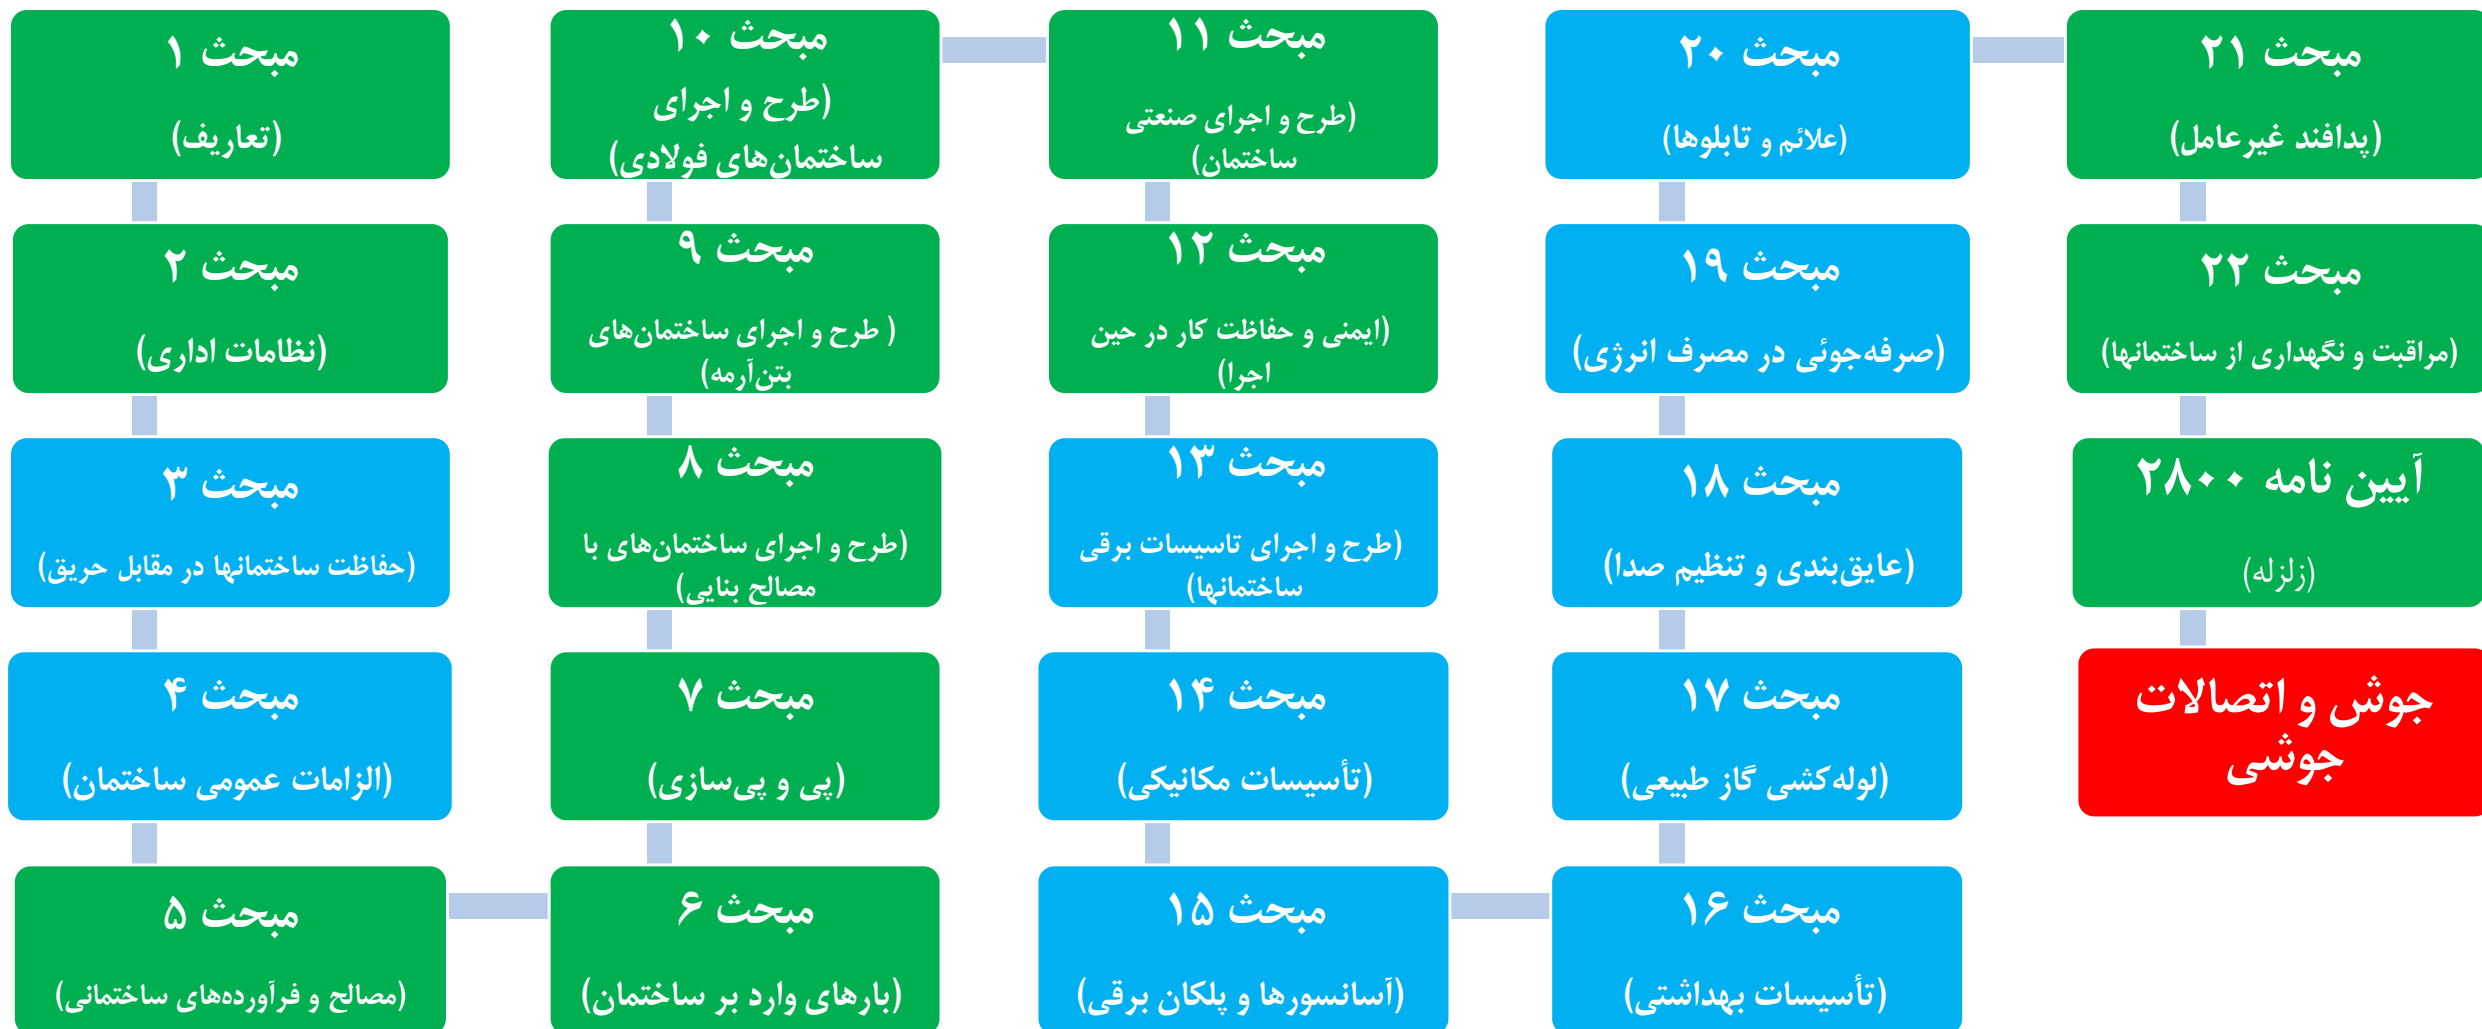 مبحث ۱
(تعاریف)
مبحث ۲
(نظامات اداری)
مبحث ۳
(حفاظت ساختمانها در مقابل حریق)
مبحث ۴
(الزامات عمومی ساختمان)
مبحث ۵
(مصالح و فرآورده‌های ساختمانی)
مبحث ۶
(بارهای وارد بر ساختمان)
مبحث ۷
(پی و پی‌سازی)
مبحث ۸
(طرح و اجرای ساختمان‌های با
مصالح بنایی)
مبحث ۹
( طرح و اجرای ساختمان‌های
بتن‌آرمه)
مبحث ۱۰
(طرح و اجرای
ساختمان‌های فولادی)
مبحث ۱۱
(طرح و اجرای صنعتی
ساختمان)
مبحث ۱۲
(ایمنی و حفاظت کار در حین
اجرا)
مبحث ۱۳
(طرح و اجرای تاسیسات برقی
ساختمانها)
مبحث ۱۴
(تأسیسات مکانیکی)
مبحث ۱۵
(آسانسورها و پلکان برقی)
مبحث ۱۶
(تأسیسات بهداشتی)
مبحث ۱۷
(لوله‌کشی گاز طبیعی)
مبحث ۱۸
(عایق‌بندی و تنظیم صدا)
مبحث ۱۹
(صرفه‌جوئی در مصرف انرژی)
مبحث ۲۰
(علائم و تابلوها)
مبحث ۲۱
(پدافند غیرعامل)
مبحث ۲۲
(مراقبت و نگهداری از ساختمانها)
آیین نامه ۲۸۰۰
(زلزله)
جوش و اتصالات
جوشی